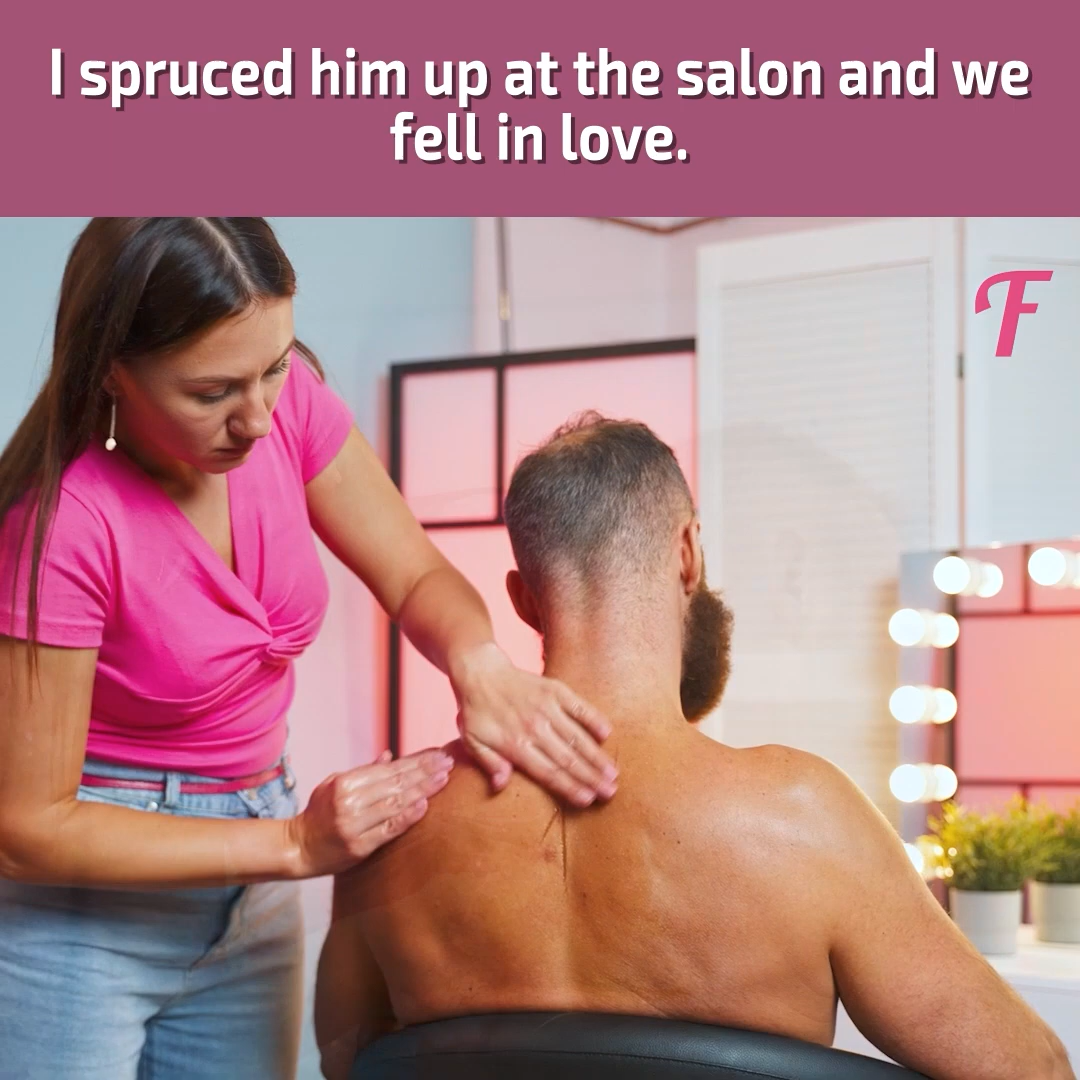 I spruced him up at the salon and we
fell in love.
F